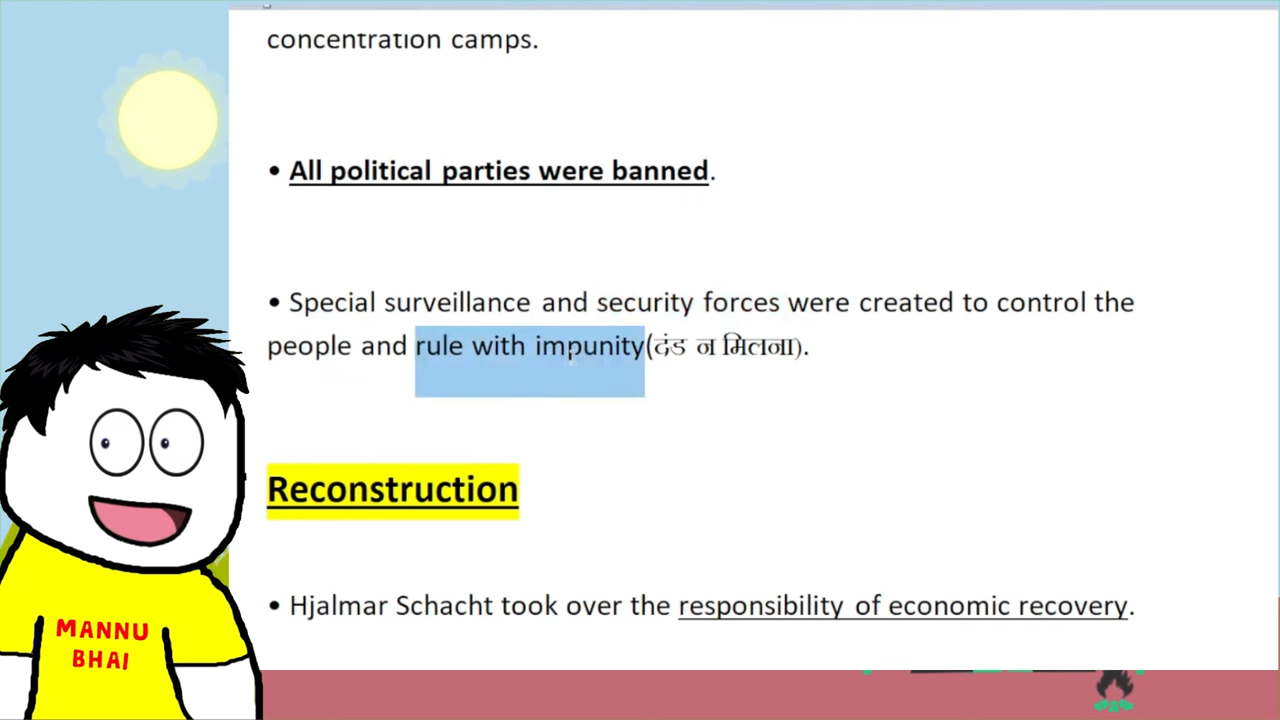 concentration camps.
• All political parties were banned.
• Special surveillance and security forces were created to control the
people and rule with impunity(दंड न मिलना).
Reconstruction
• Hjalmar Schacht took over the responsibility of economic recovery.
MANNU
BHAI